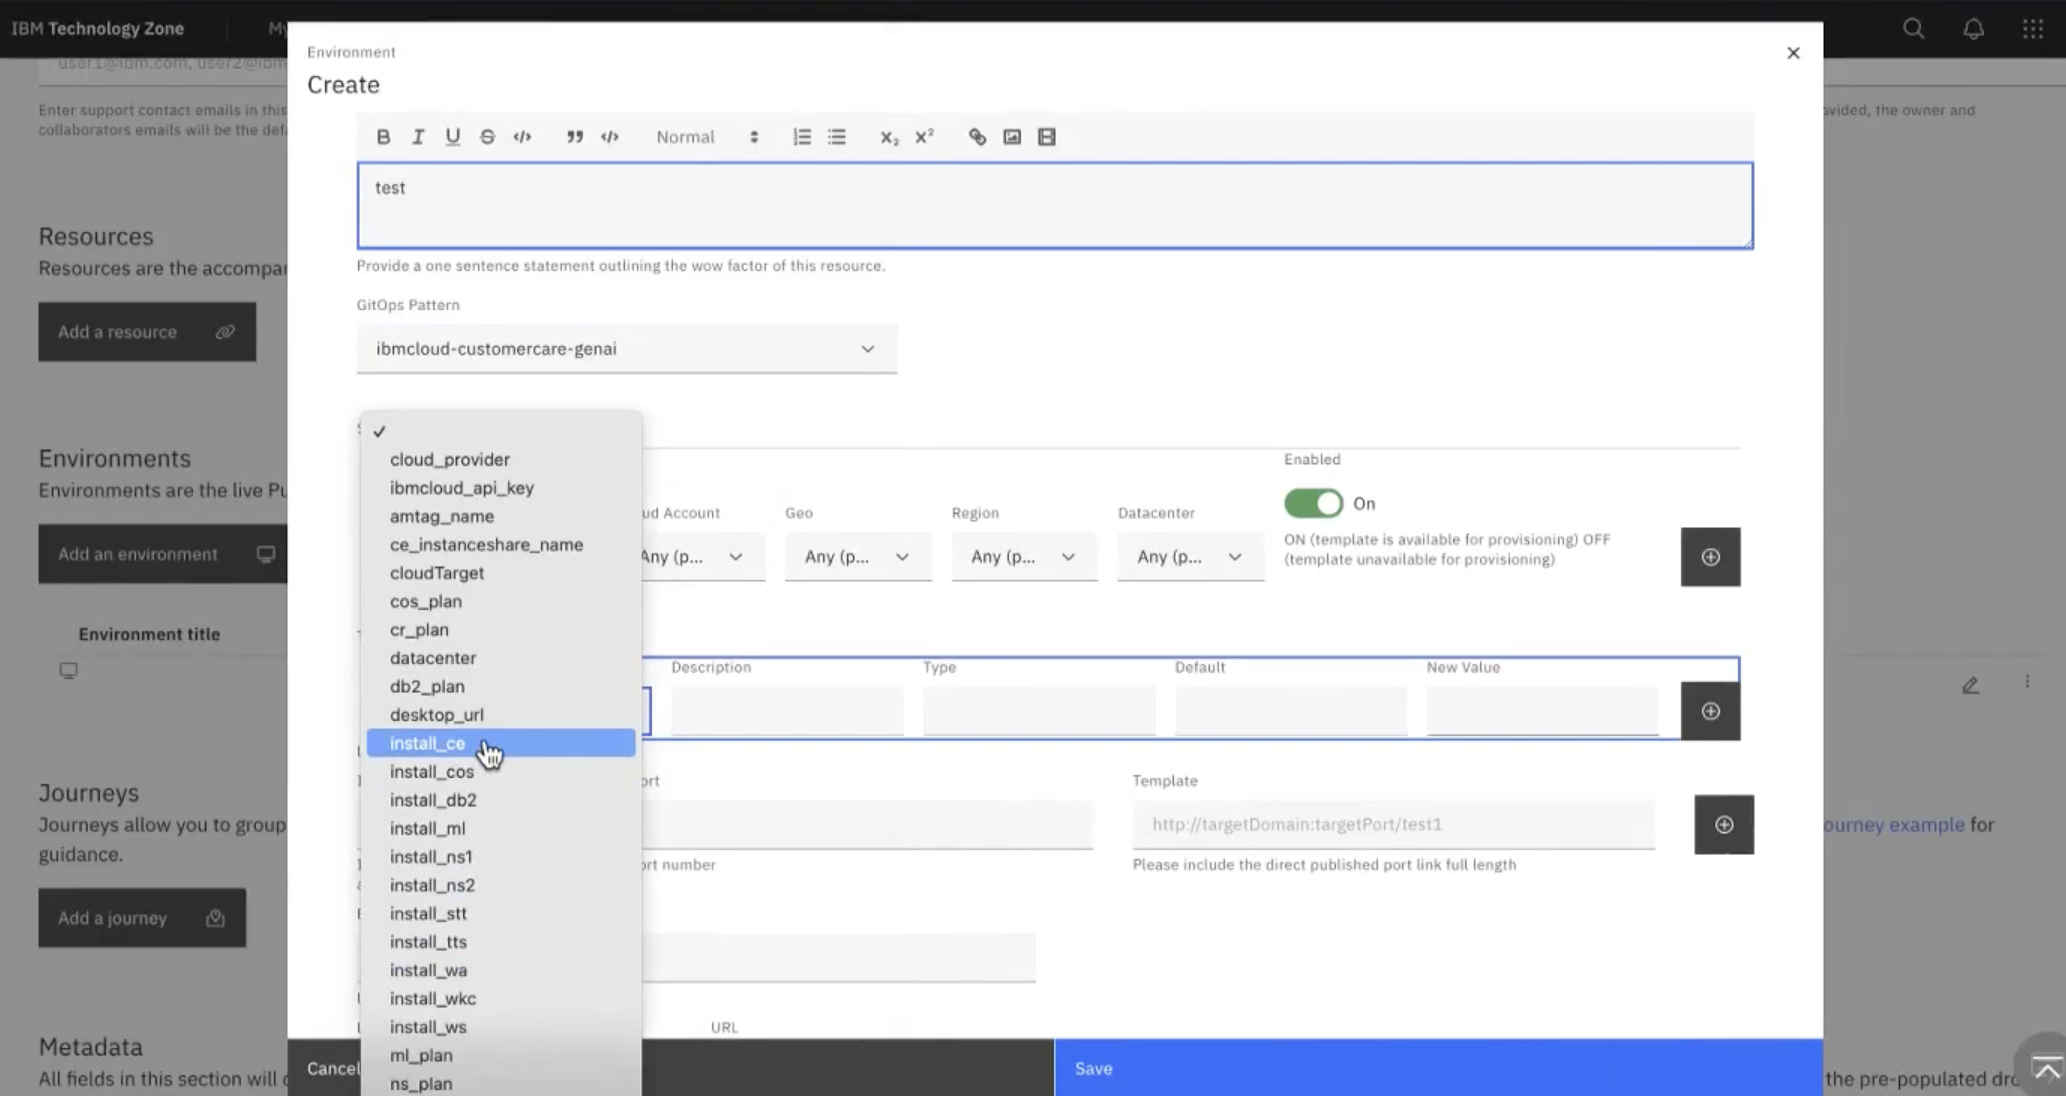 IBM Technology Zone
My
user1@ibm.com, user2@ibm
Enter support contact emails in this
collaborators emails will be the def
ovided, the owner and
Resources
Resources are the accompar
Add a resource
Environments
Environments are the live Pu
Add an environment
Environment title
Journeys
Journeys allow you to group
guidance.
ourney example for
Add a journey
Metadata
All fields in this section will
the pre-populated dro
Environment
Create
Normal
test
Provide a one sentence statement outlining the wow factor of this resource.
GitOps Pattern
ibmcloud-customercare-genai
cloud_provider
ibmcloud_api_key
amtag_name
ce_instanceshare_name
cloudTarget
cos_plan
cr_plan
datacenter
db2_plan
desktop_url
install_ce
install_cos
install_db2
install_ml
install_ns1
install_ns2
install_stt
install_tts
install_wa
install_wkc
install_ws
ml_plan
ns_plan
ud Account Geo Region Datacenter
Any (p... Any (p... Any (p... Any (p...
Enabled
On
ON (template is available for provisioning) OFF
(template unavailable for provisioning)
Description Type Default New Value
ort Template
http://targetDomain:targetPort/test1
ort number Please include the direct published port link full length
URL
Cancel Save